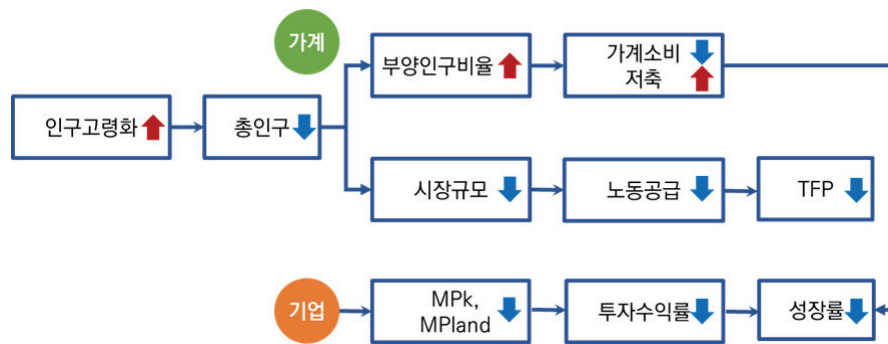 가계
부양인구비율
가계소비
저축
인구고령화
총인구
시장규모
노동공급
TFP
기업
MPk,
MPland
투자수익률
성장률